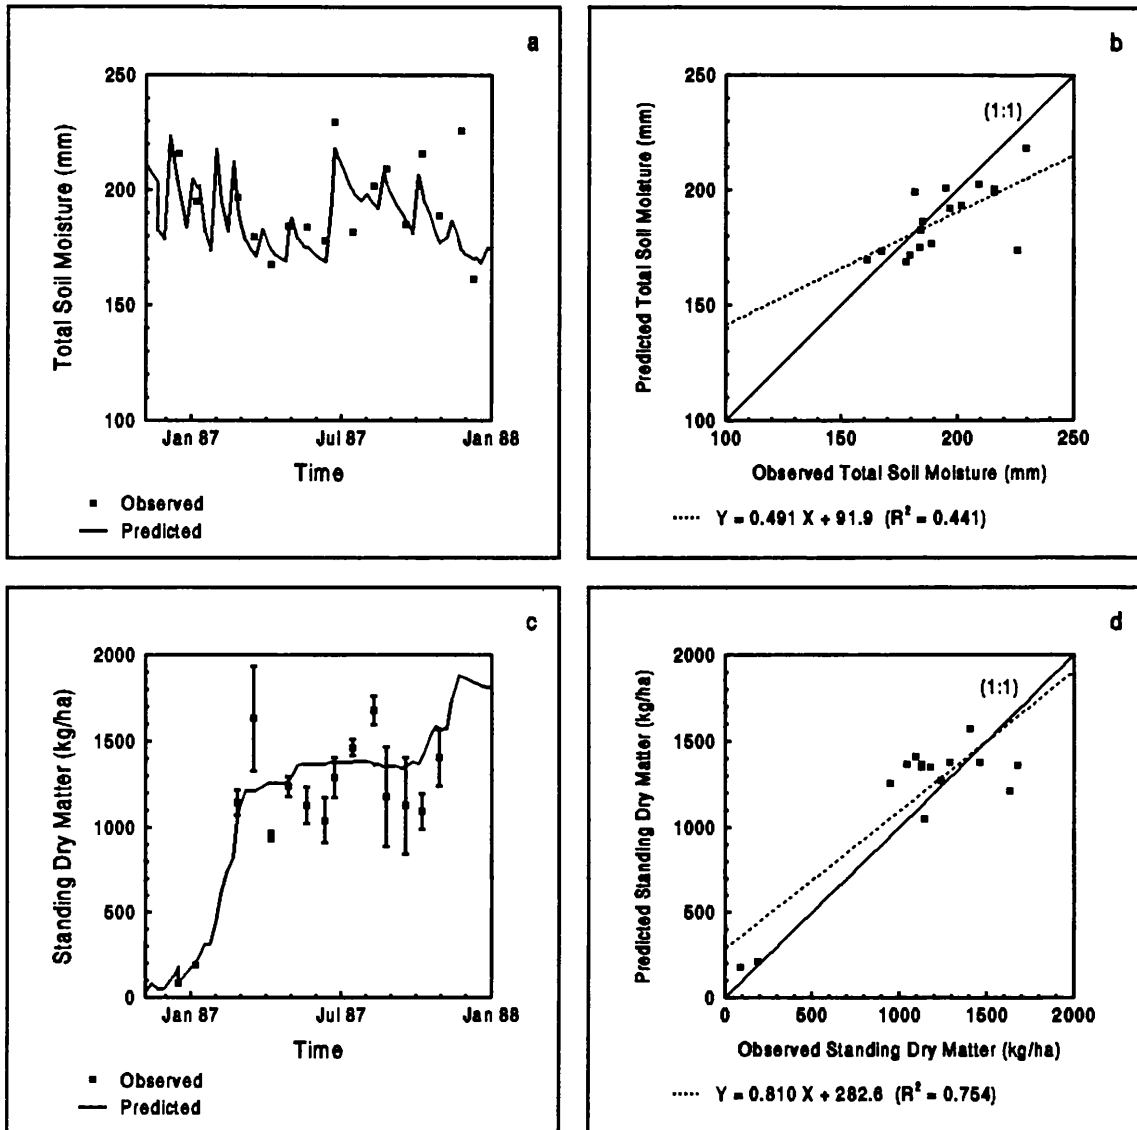 a
Total Soil Moisture (mm)
250
200
150
100
Jan 87
Jul 87
Jan 88
Time
Observed
Predicted
b
Predicted Total Soil Moisture (mm)
250
200
150
100
(1:1)
100
150
200
250
Observed Total Soil Moisture (mm)
Y = 0.491 X + 91.9 (R² = 0.441)
c
Standing Dry Matter (kg/ha)
2000
1500
1000
500
0
Jan 87
Jul 87
Jan 88
Time
Observed
Predicted
d
Predicted Standing Dry Matter (kg/ha)
2000
1500
1000
500
0
(1:1)
0
500
1000
1500
2000
Observed Standing Dry Matter (kg/ha)
Y = 0.810 X + 282.6 (R² = 0.754)